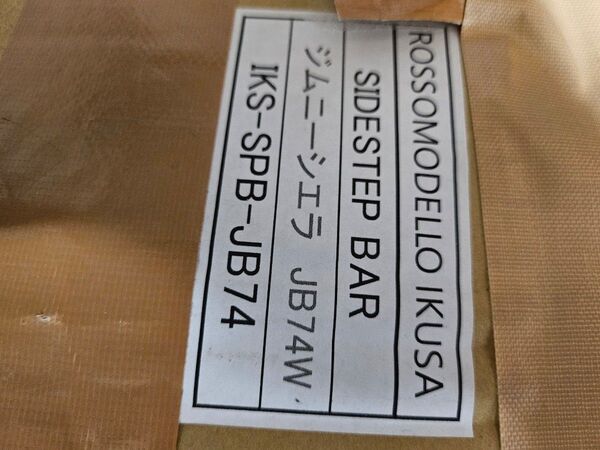 ROSSOMODELLO IKUSA
SIDESTEP BAR
ジムニーシエラ JB74W
IKS-SPB-JB74